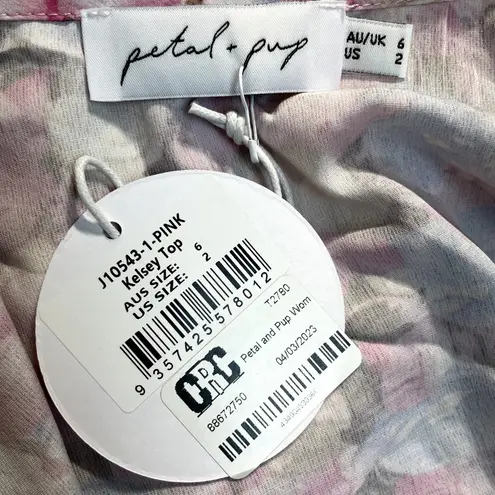 petal + pup
AU/UK 6
US 2
J10543-1-PINK
Kelsey Top
AUS SIZE: 6
US SIZE: 2
9 357425 578012
CRC
T2780
Petal and Pup Wom
04/03/2023
88672750